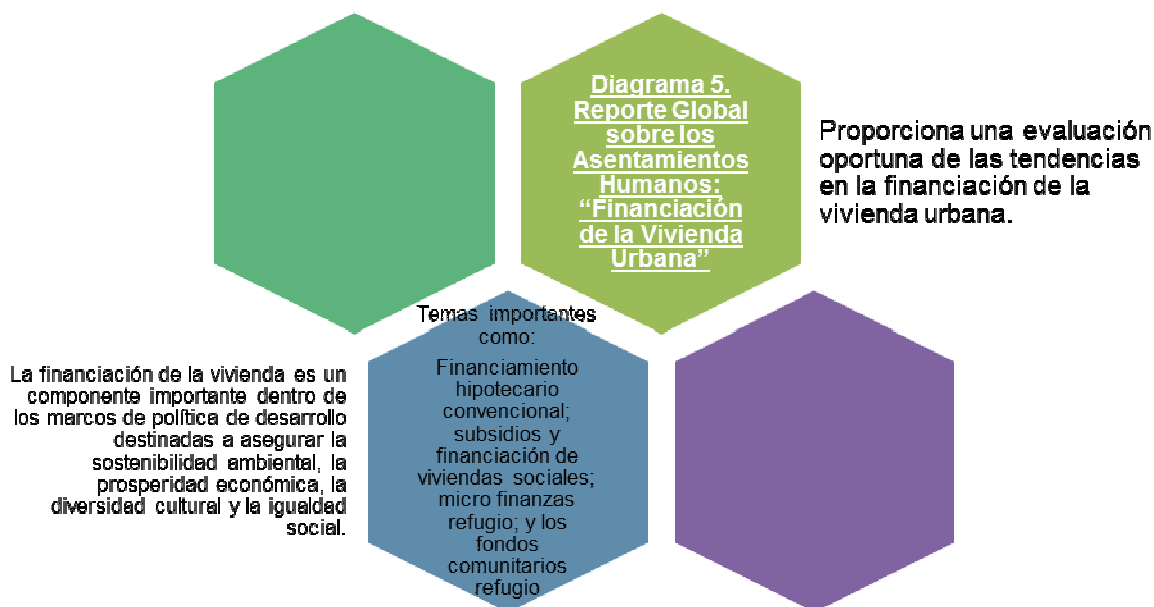 Diagrama 5.
Reporte Global
sobre los
Asentamientos
Humanos:
“Financiación
de la Vivienda
Urbana”
Proporciona una evaluación
oportuna de las tendencias
en la financiación de la
vivienda urbana.
Temas importantes
como:
Financiamiento
hipotecario
convencional;
subsidios y
financiación de
viviendas sociales;
micro finanzas
refugio; y los
fondos
comunitarios
refugio
La financiación de la vivienda es un
componente importante dentro de
los marcos de política de desarrollo
destinadas a asegurar la
sostenibilidad ambiental, la
prosperidad económica, la
diversidad cultural y la igualdad
social.